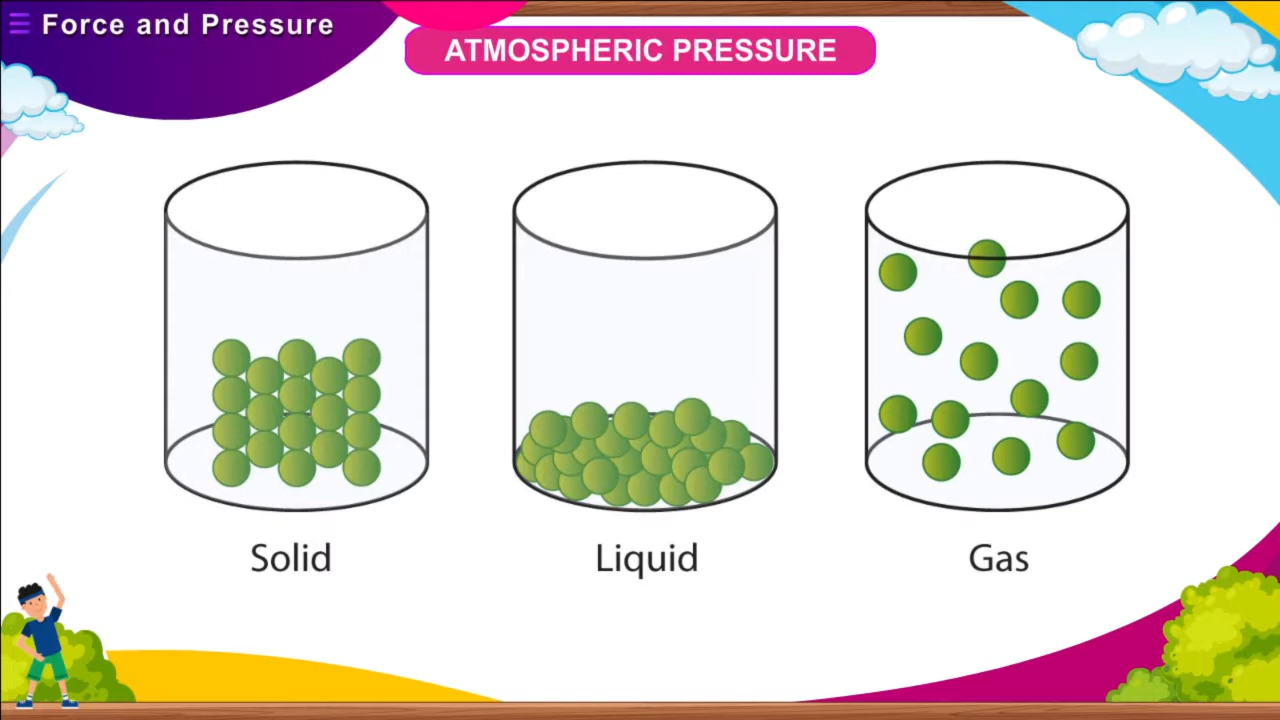 Force and Pressure
ATMOSPHERIC PRESSURE
Solid
Liquid
Gas